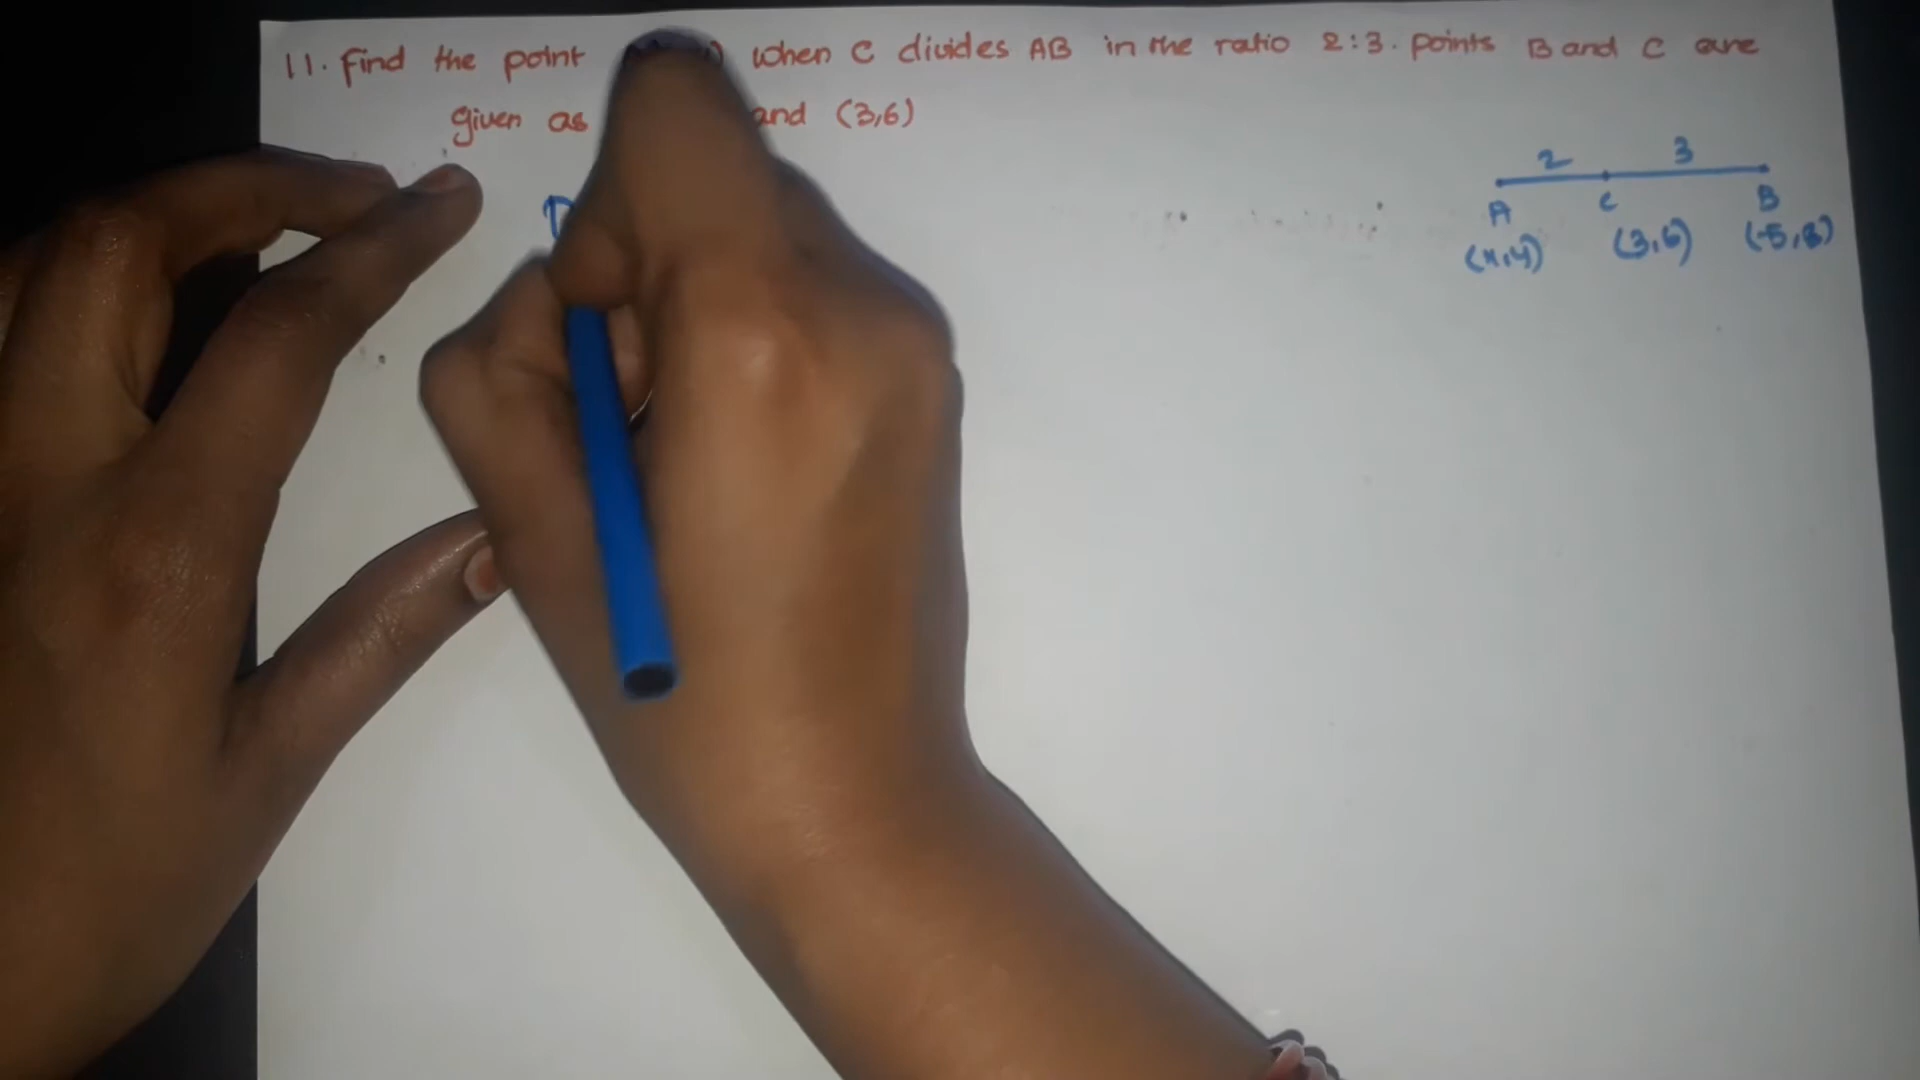 11. Find the point when C divides AB in the ratio 2:3. points B and C are
given as and (3,6)
2 3
A C B
(x,y) (3,6) (-5,8)